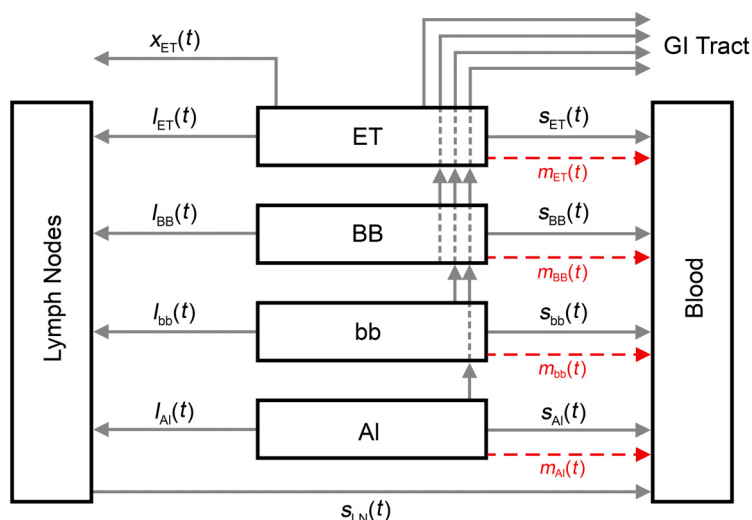 x_ET(t)
GI Tract
l_ET(t)
ET
s_ET(t)
m_ET(t)
l_BB(t)
BB
s_BB(t)
m_BB(t)
Lymph Nodes
Blood
l_bb(t)
bb
s_bb(t)
m_bb(t)
l_AI(t)
AI
s_AI(t)
m_AI(t)
s_LN(t)